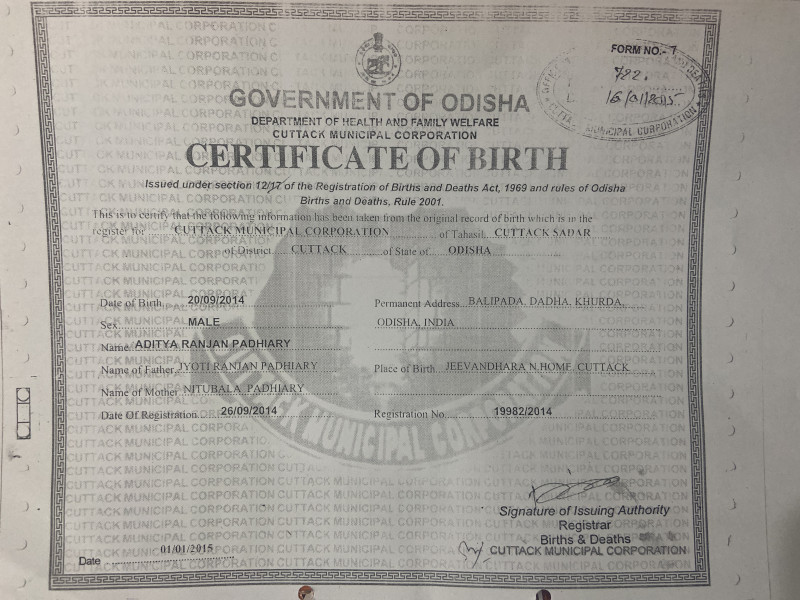 FORM NO.- 7
722.
16/01/2015
MUNICIPAL CORPORATION
GOVERNMENT OF ODISHA
DEPARTMENT OF HEALTH AND FAMILY WELFARE
CUTTACK MUNICIPAL CORPORATION
CERTIFICATE OF BIRTH
Issued under section 12/17 of the Registration of Births and Deaths Act, 1969 and rules of Odisha
Births and Deaths, Rule 2001.
This is to certify that the following information has been taken from the original record of birth which is in the
register for CUTTACK MUNICIPAL CORPORATION of Tahasil CUTTACK SADAR
of District CUTTACK of State of ODISHA
Date of Birth 20/09/2014 Permanent Address BALIPADA, DADHA, KHURDA,
Sex MALE ODISHA, INDIA
Name ADITYA RANJAN PADHIARY
Name of Father JYOTI RANJAN PADHIARY Place of Birth JEEVANDHARA N.HOME CUTTACK
Name of Mother NITUBALA PADHIARY
Date Of Registration 26/09/2014 Registration No. 19982/2014
CUTTACK MUNICIPAL CORPORATION
Signature of Issuing Authority
Registrar
Births & Deaths
CUTTACK MUNICIPAL CORPORATION
Date 01/01/2015